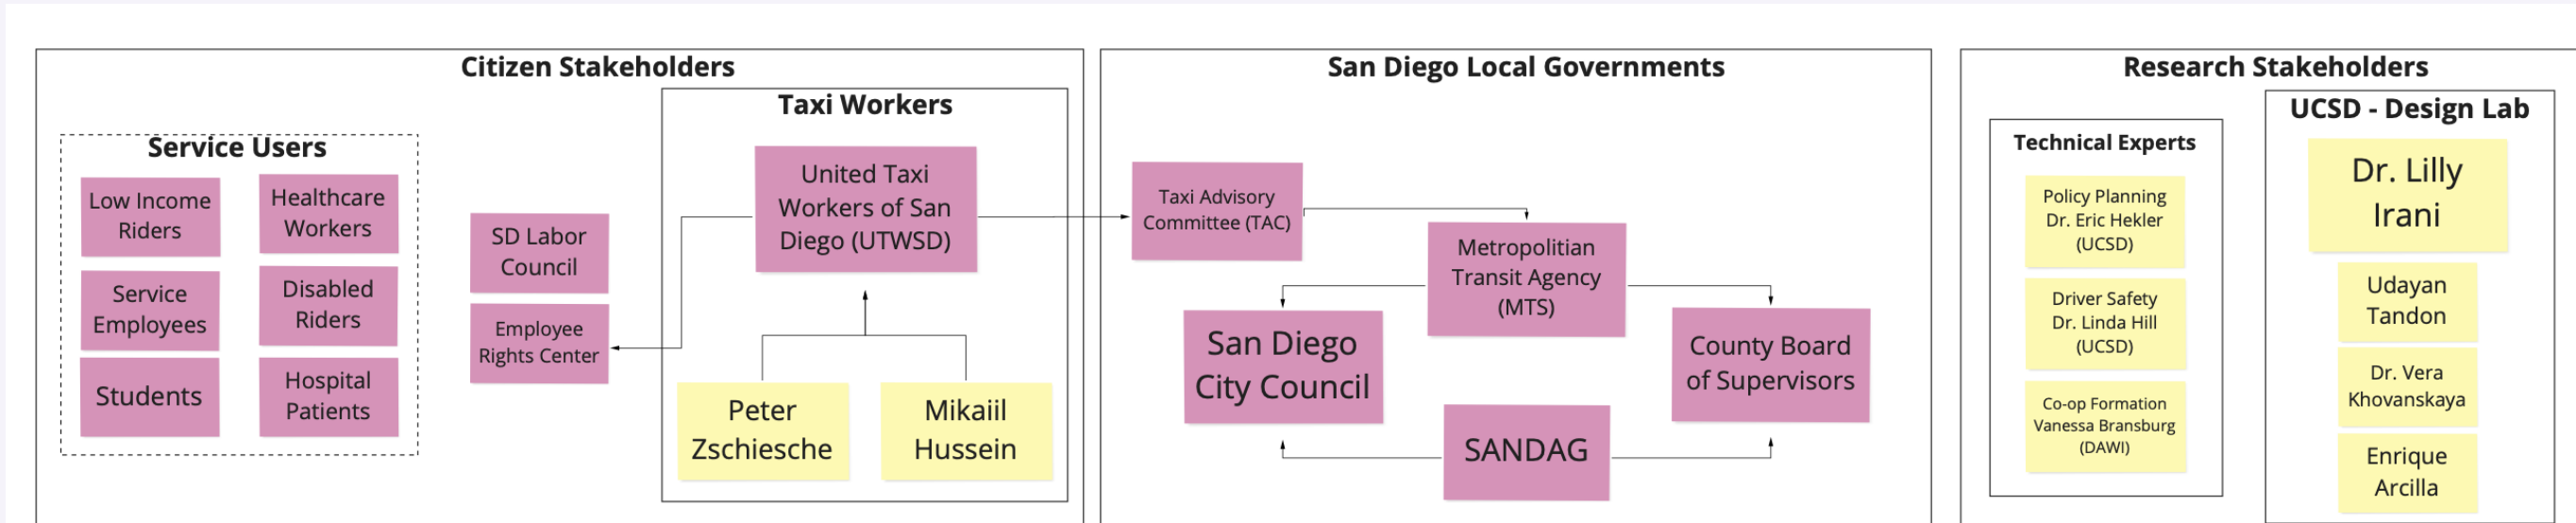 Citizen Stakeholders
Service Users
Low Income
Riders
Healthcare
Workers
Service
Employees
Disabled
Riders
Students
Hospital
Patients
SD Labor
Council
Employee
Rights Center
Taxi Workers
United Taxi
Workers of San
Diego (UTWSD)
Peter
Zschiesche
Mikaiil
Hussein
San Diego Local Governments
Taxi Advisory
Committee (TAC)
Metropolitian
Transit Agency
(MTS)
San Diego
City Council
County Board
of Supervisors
SANDAG
Research Stakeholders
Technical Experts
Policy Planning
Dr. Eric Hekler
(UCSD)
Driver Safety
Dr. Linda Hill
(UCSD)
Co-op Formation
Vanessa Bransburg
(DAWI)
UCSD - Design Lab
Dr. Lilly
Irani
Udayan
Tandon
Dr. Vera
Khovanskaya
Enrique
Arcilla